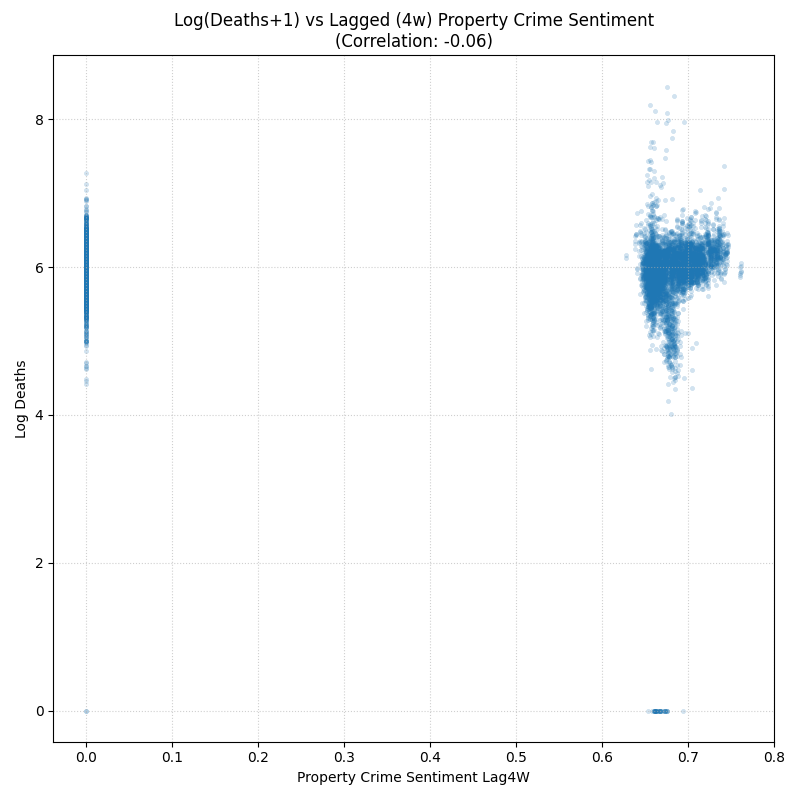 Log(Deaths+1) vs Lagged (4w) Property Crime Sentiment
(Correlation: -0.06)
Log Deaths
8
6
4
2
0
0.0 0.1 0.2 0.3 0.4 0.5 0.6 0.7 0.8
Property Crime Sentiment Lag4W